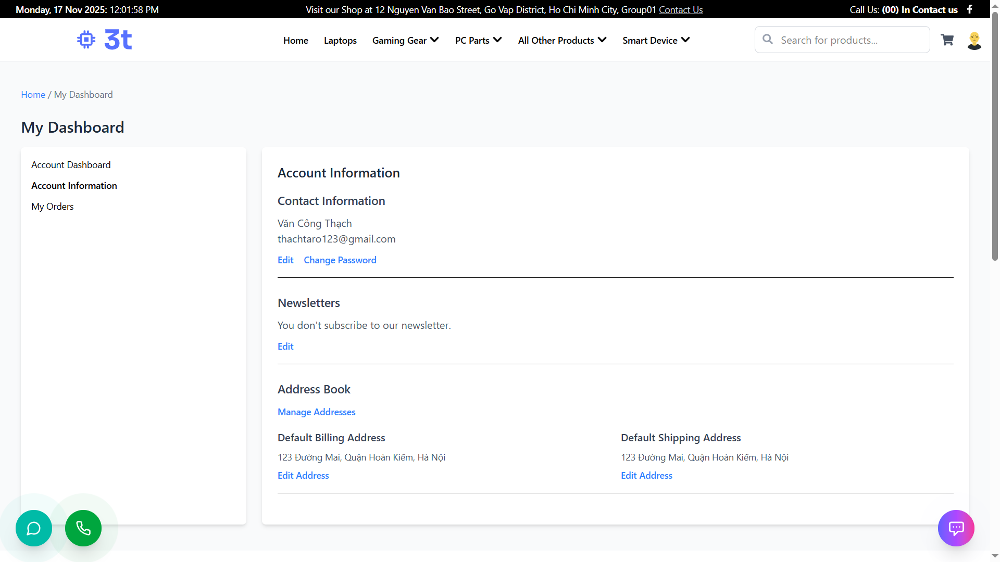 Monday, 17 Nov 2025: 12:01:58 PM
Visit our Shop at 12 Nguyen Van Bao Street, Go Vap District, Ho Chi Minh City, Group01 Contact Us
Call Us: (00) In Contact us
3t
Home
Laptops
Gaming Gear
PC Parts
All Other Products
Smart Device
Search for products...
Home / My Dashboard
My Dashboard
Account Dashboard
Account Information
My Orders
Account Information
Contact Information
Văn Công Thạch
thachtaro123@gmail.com
Edit Change Password
Newsletters
You don't subscribe to our newsletter.
Edit
Address Book
Manage Addresses
Default Billing Address
123 Đường Mai, Quận Hoàn Kiếm, Hà Nội
Edit Address
Default Shipping Address
123 Đường Mai, Quận Hoàn Kiếm, Hà Nội
Edit Address